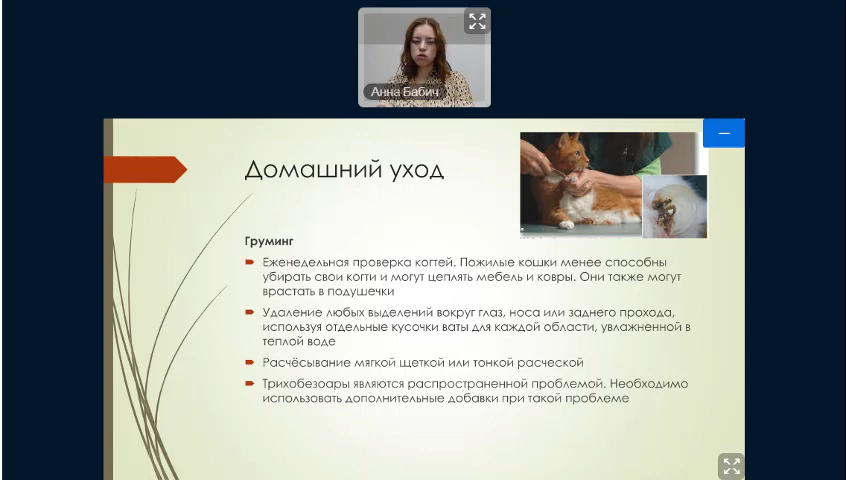 Анна Бабич
Домашний уход
Груминг
Еженедельная проверка когтей. Пожилые кошки менее способны
убирать свои когти и могут цеплять мебель и ковры. Они также могут
врастать в подушечки
Удаление любых выделений вокруг глаз, носа или заднего прохода,
используя отдельные кусочки ваты для каждой области, увлажненной в
теплой воде
Расчёсывание мягкой щеткой или тонкой расческой
Трихобезоары являются распространенной проблемой. Необходимо
использовать дополнительные добавки при такой проблеме